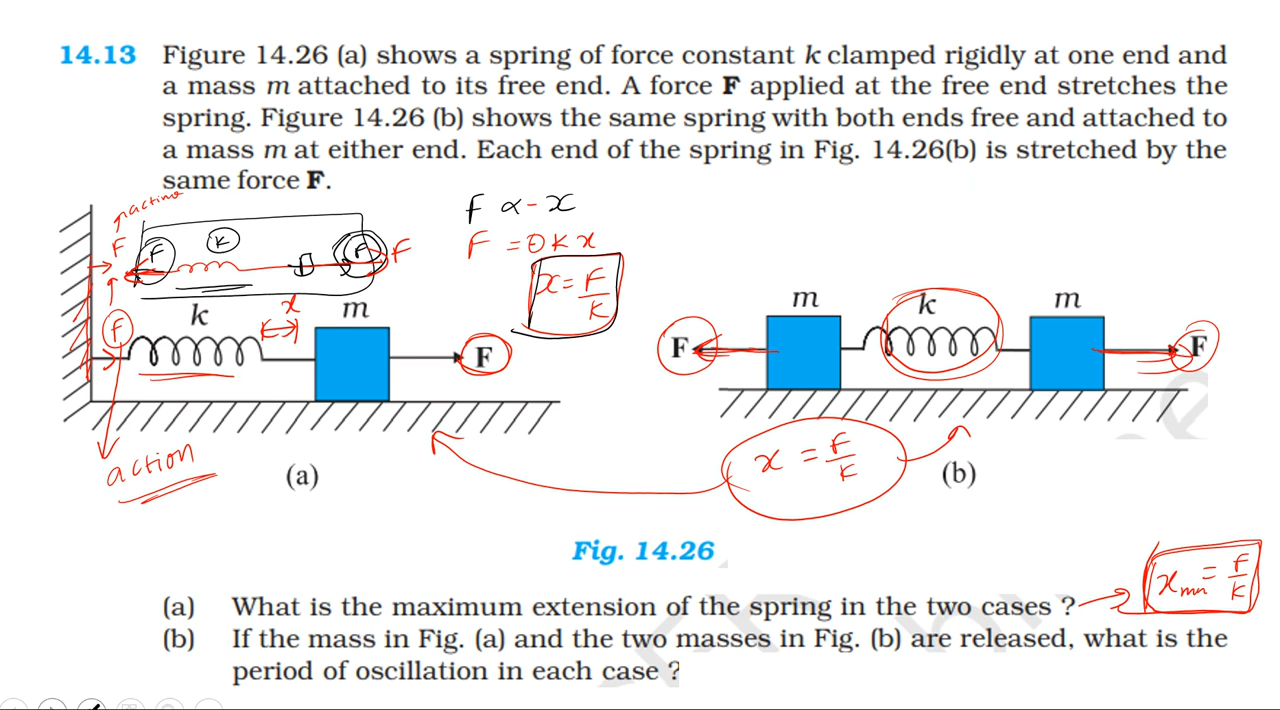 14.13 Figure 14.26 (a) shows a spring of force constant k clamped rigidly at one end and
a mass m attached to its free end. A force F applied at the free end stretches the
spring. Figure 14.26 (b) shows the same spring with both ends free and attached to
a mass m at either end. Each end of the spring in Fig. 14.26(b) is stretched by the
same force F.
F ∝ - x
F F K F F
F = ⊖ K x
x = F/K
F k x m F
F m k m F
action
x = F/K
(a) (b)
Fig. 14.26
x = F/K
(a) What is the maximum extension of the spring in the two cases ?
(b) If the mass in Fig. (a) and the two masses in Fig. (b) are released, what is the
period of oscillation in each case ?